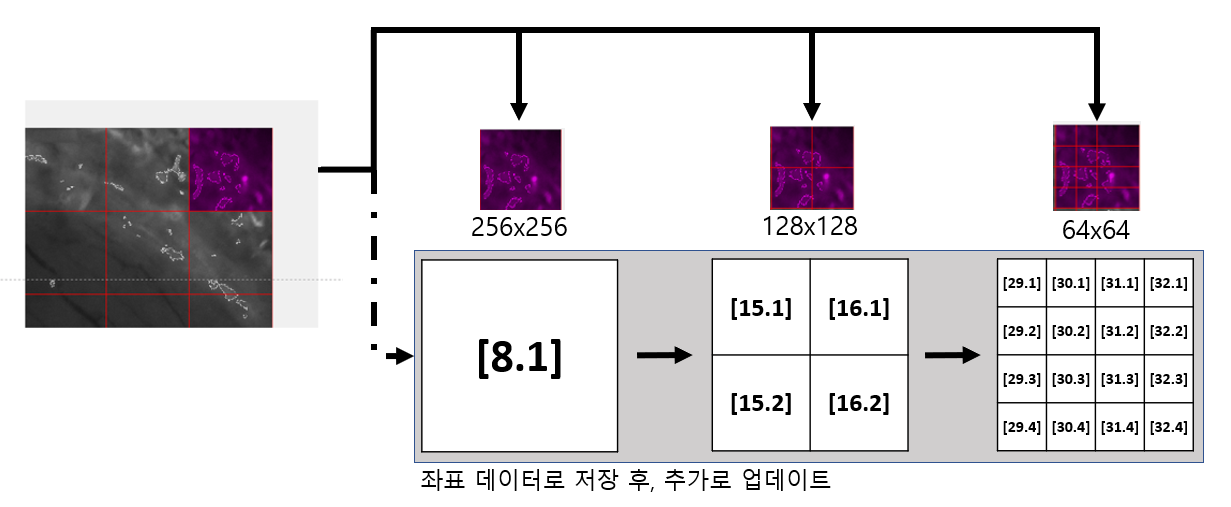 256x256
128x128
64x64
[8.1]
[15.1] [16.1]
[15.2] [16.2]
[29.1] [30.1] [31.1] [32.1]
[29.2] [30.2] [31.2] [32.2]
[29.3] [30.3] [31.3] [32.3]
[29.4] [30.4] [31.4] [32.4]
좌표 데이터로 저장 후, 추가로 업데이트